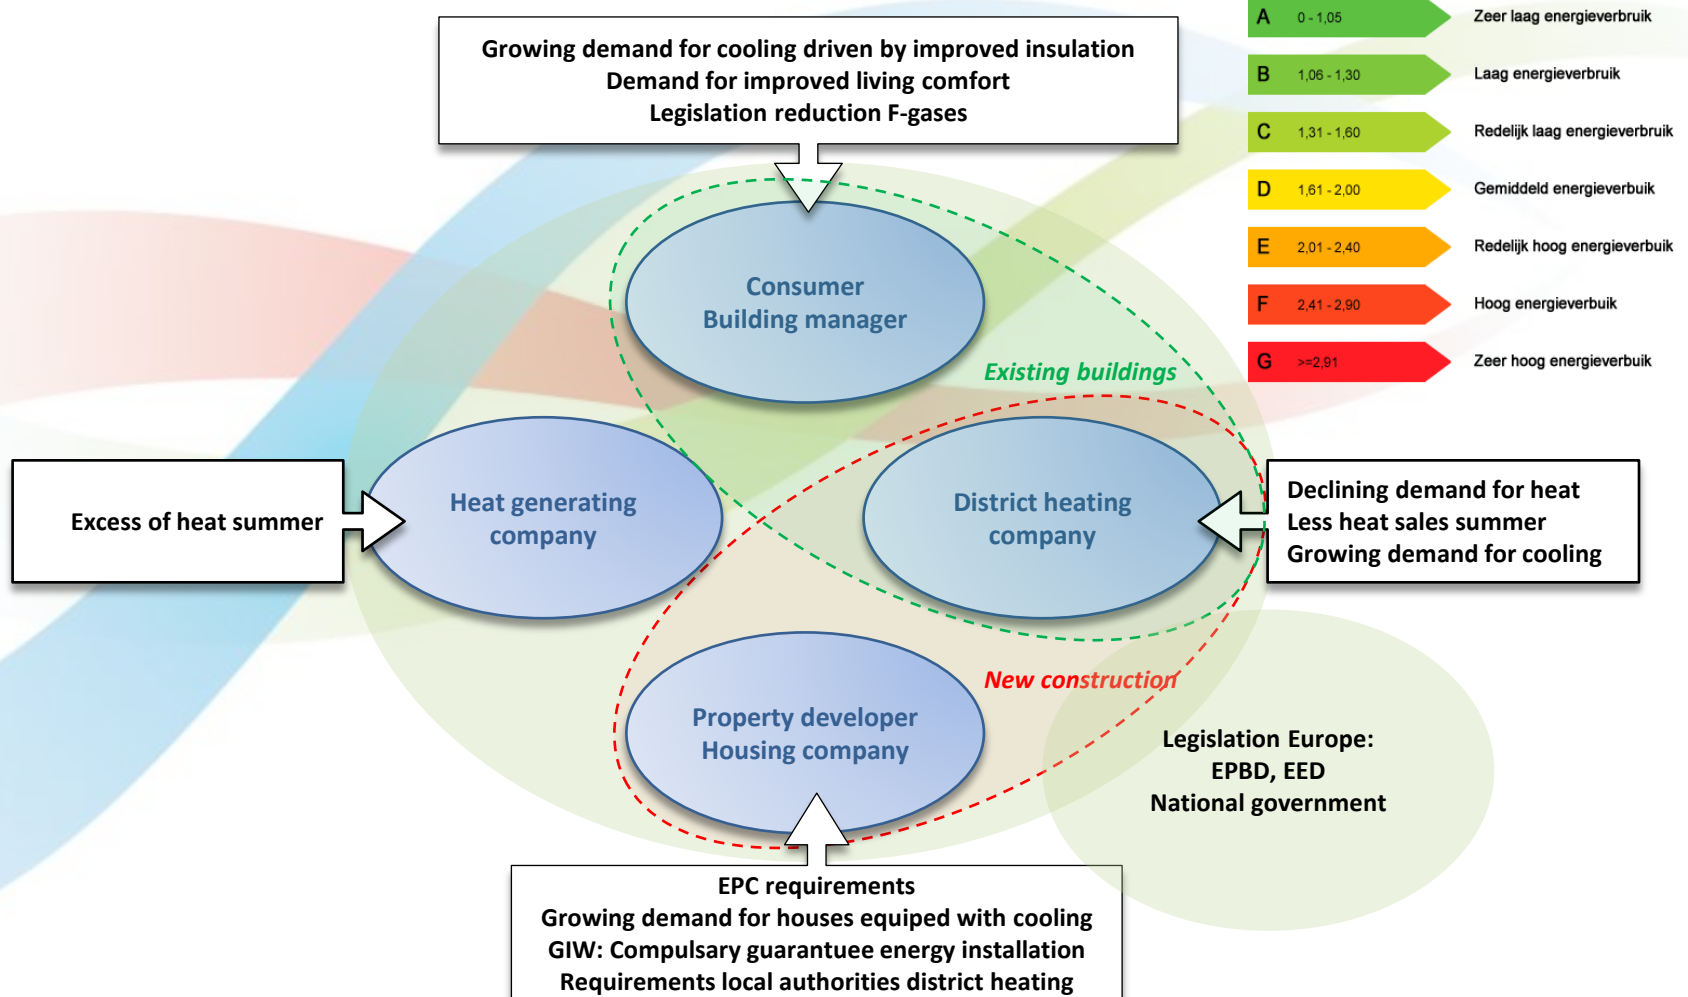 Growing demand for cooling driven by improved insulation
Demand for improved living comfort
Legislation reduction F-gases
A 0 - 1,05 Zeer laag energieverbruik
B 1,06 - 1,30 Laag energieverbruik
C 1,31 - 1,60 Redelijk laag energieverbruik
D 1,61 - 2,00 Gemiddeld energieverbuik
E 2,01 - 2,40 Redelijk hoog energieverbuik
F 2,41 - 2,90 Hoog energieverbuik
G >=2,91 Zeer hoog energieverbuik
Consumer
Building manager
Existing buildings
Excess of heat summer
Heat generating
company
District heating
company
Declining demand for heat
Less heat sales summer
Growing demand for cooling
New construction
Property developer
Housing company
Legislation Europe:
EPBD, EED
National government
EPC requirements
Growing demand for houses equiped with cooling
GIW: Compulsary guarantuee energy installation
Requirements local authorities district heating